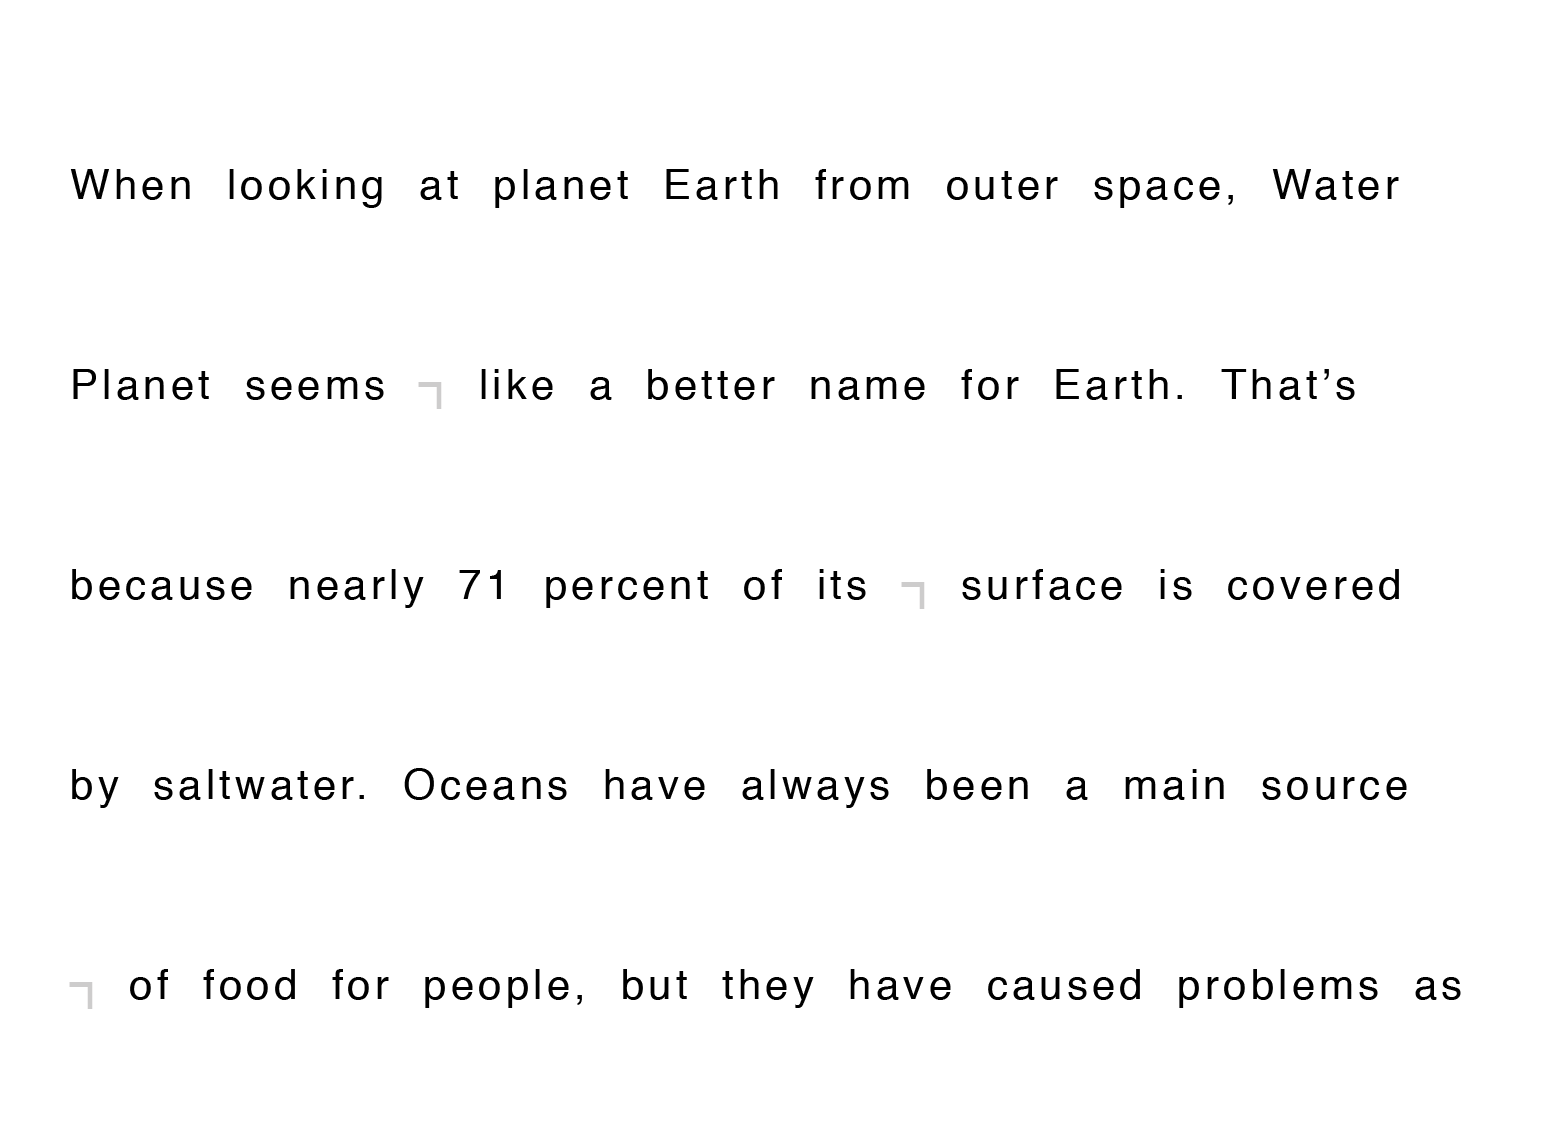 When looking at planet Earth from outer space, Water
Planet seems ¬ like a better name for Earth. That’s
because nearly 71 percent of its ¬ surface is covered
by saltwater. Oceans have always been a main source
¬ of food for people, but they have caused problems as